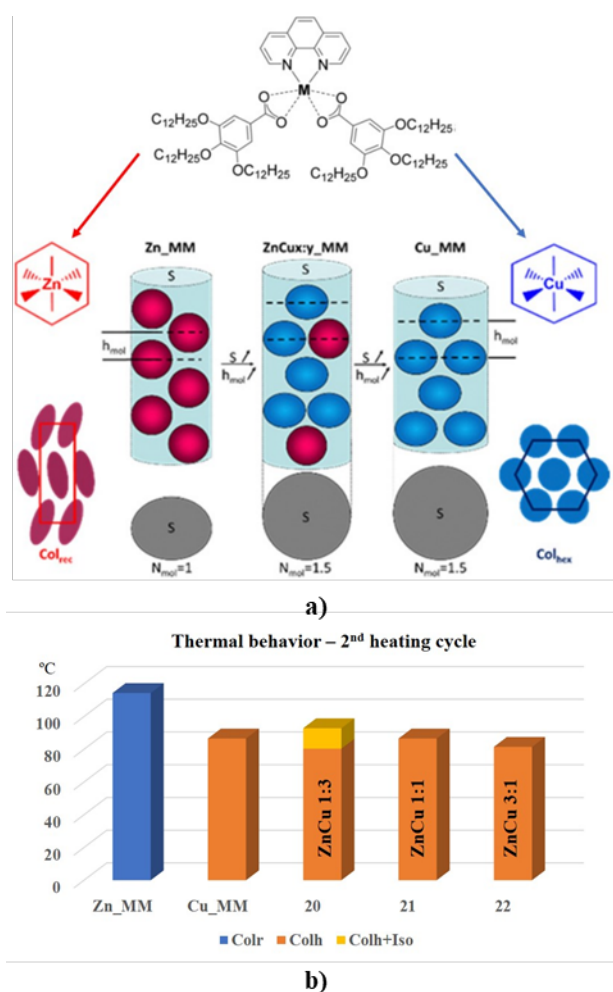 N N
M
O O
O O
C₁₂H₂₅O
C₁₂H₂₅O
OC₁₂H₂₅
OC₁₂H₂₅
C₁₂H₂₅O
OC₁₂H₂₅
Zn_MM
ZnCux:y_MM
Cu_MM
Zn
S
S
S
Cu
hmol
S ↗
hmol ↗
S ↗
hmol ↗
hmol
Colrec
S
S
S
Colhex
Nmol=1
Nmol=1.5
Nmol=1.5
a)
Thermal behavior – 2nd heating cycle
ºC
120
100
80
60
40
20
0
ZnCu 1:3
ZnCu 1:1
ZnCu 3:1
Zn_MM Cu_MM 20 21 22
Colr Colh Colh+Iso
b)